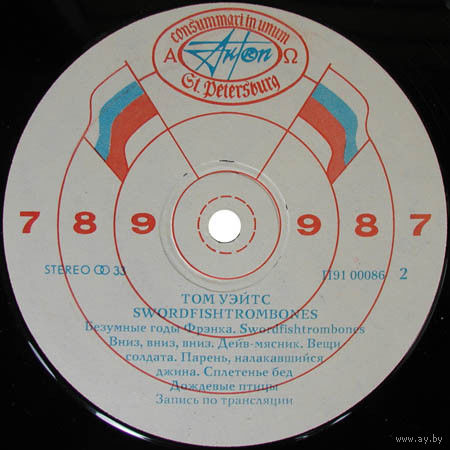 consummari in unum
Α АнТроп Ω
St. Petersburg
7 8 9 9 8 7
STEREO 33
П91 00086 2
ТОМ УЭЙТС
SWORDFISHTROMBONES
Безумные годы Фрэнка. Swordfishtrombones
Вниз, вниз, вниз. Дейв-мясник. Вещи
солдата. Парень, налакавшийся
джина. Сплетенье бед
Дождевые птицы
Запись по трансляции
www.ay.by